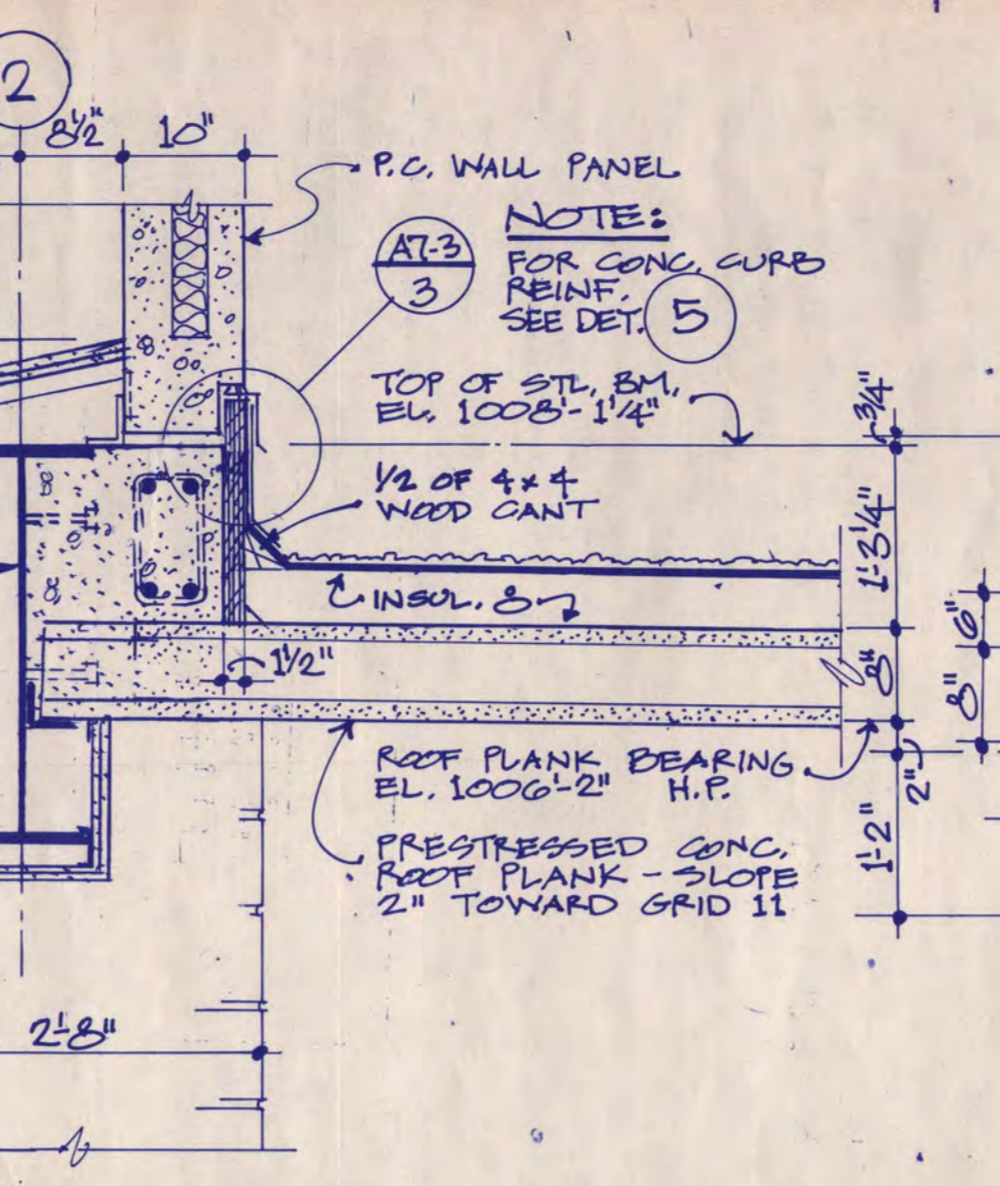 2
8½" 10"
P.C. WALL PANEL
NOTE:
FOR CONC. CURB
REINF.
SEE DET. 5
A7-3
3
TOP OF STL. BM.
EL. 1008'-1¼"
¾"
½ OF 4x4
WOOD CANT
1'-3¼"
INSUL. 8
6"
1½"
8"
8"
ROOF PLANK BEARING
EL. 1006'-2" H.P.
2"
PRESTRESSED CONC.
ROOF PLANK - SLOPE
2" TOWARD GRID 11
1'-2"
2'-8"